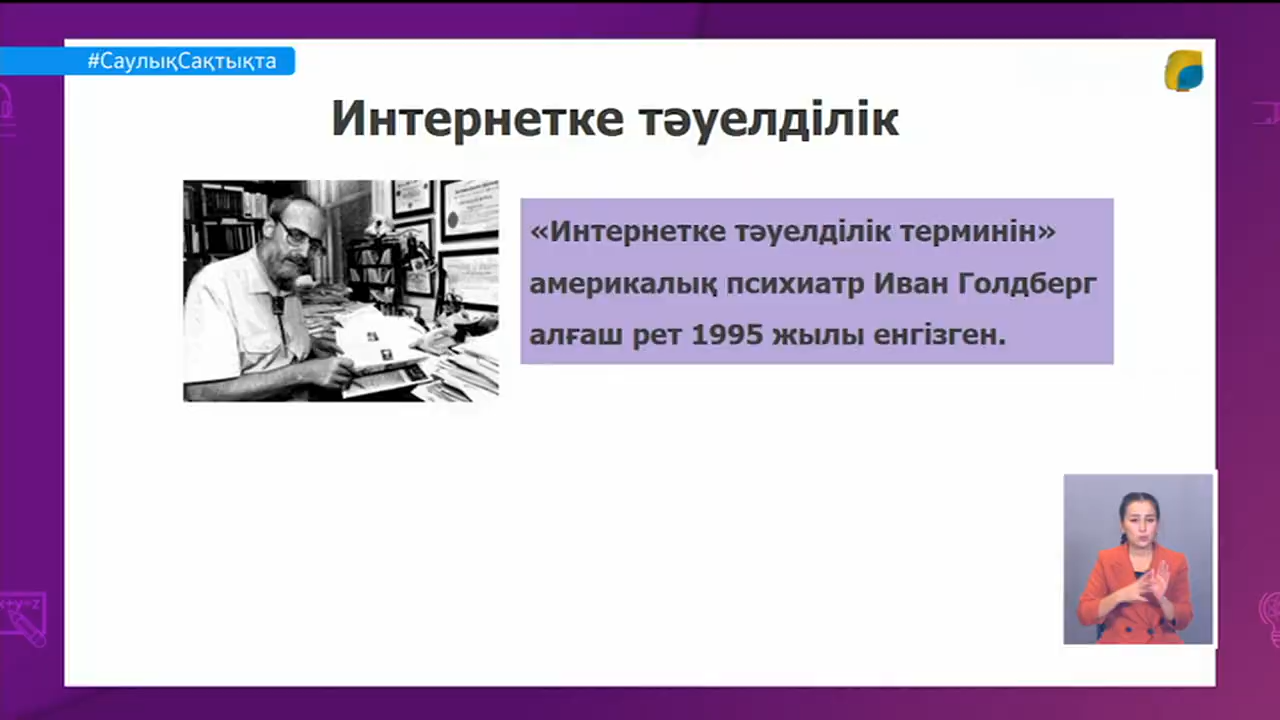 #СаулықСақтықта
Интернетке тәуелділік
«Интернетке тәуелділік терминін»
америкалық психиатр Иван Голдберг
алғаш рет 1995 жылы енгізген.
x+y=z